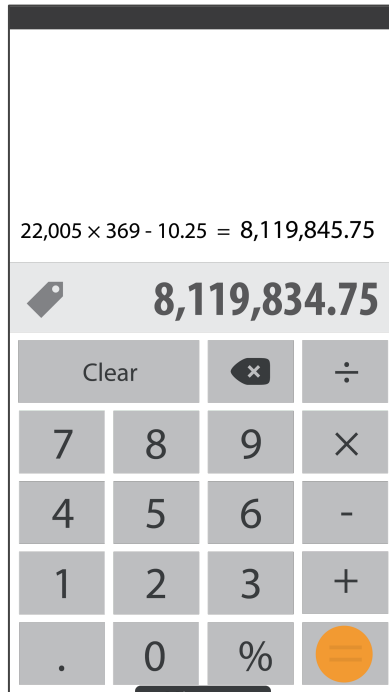 22,005 × 369 - 10.25 = 8,119,845.75
8,119,834.75
Clear ÷
7 8 9 ×
4 5 6 -
1 2 3 +
. 0 % =